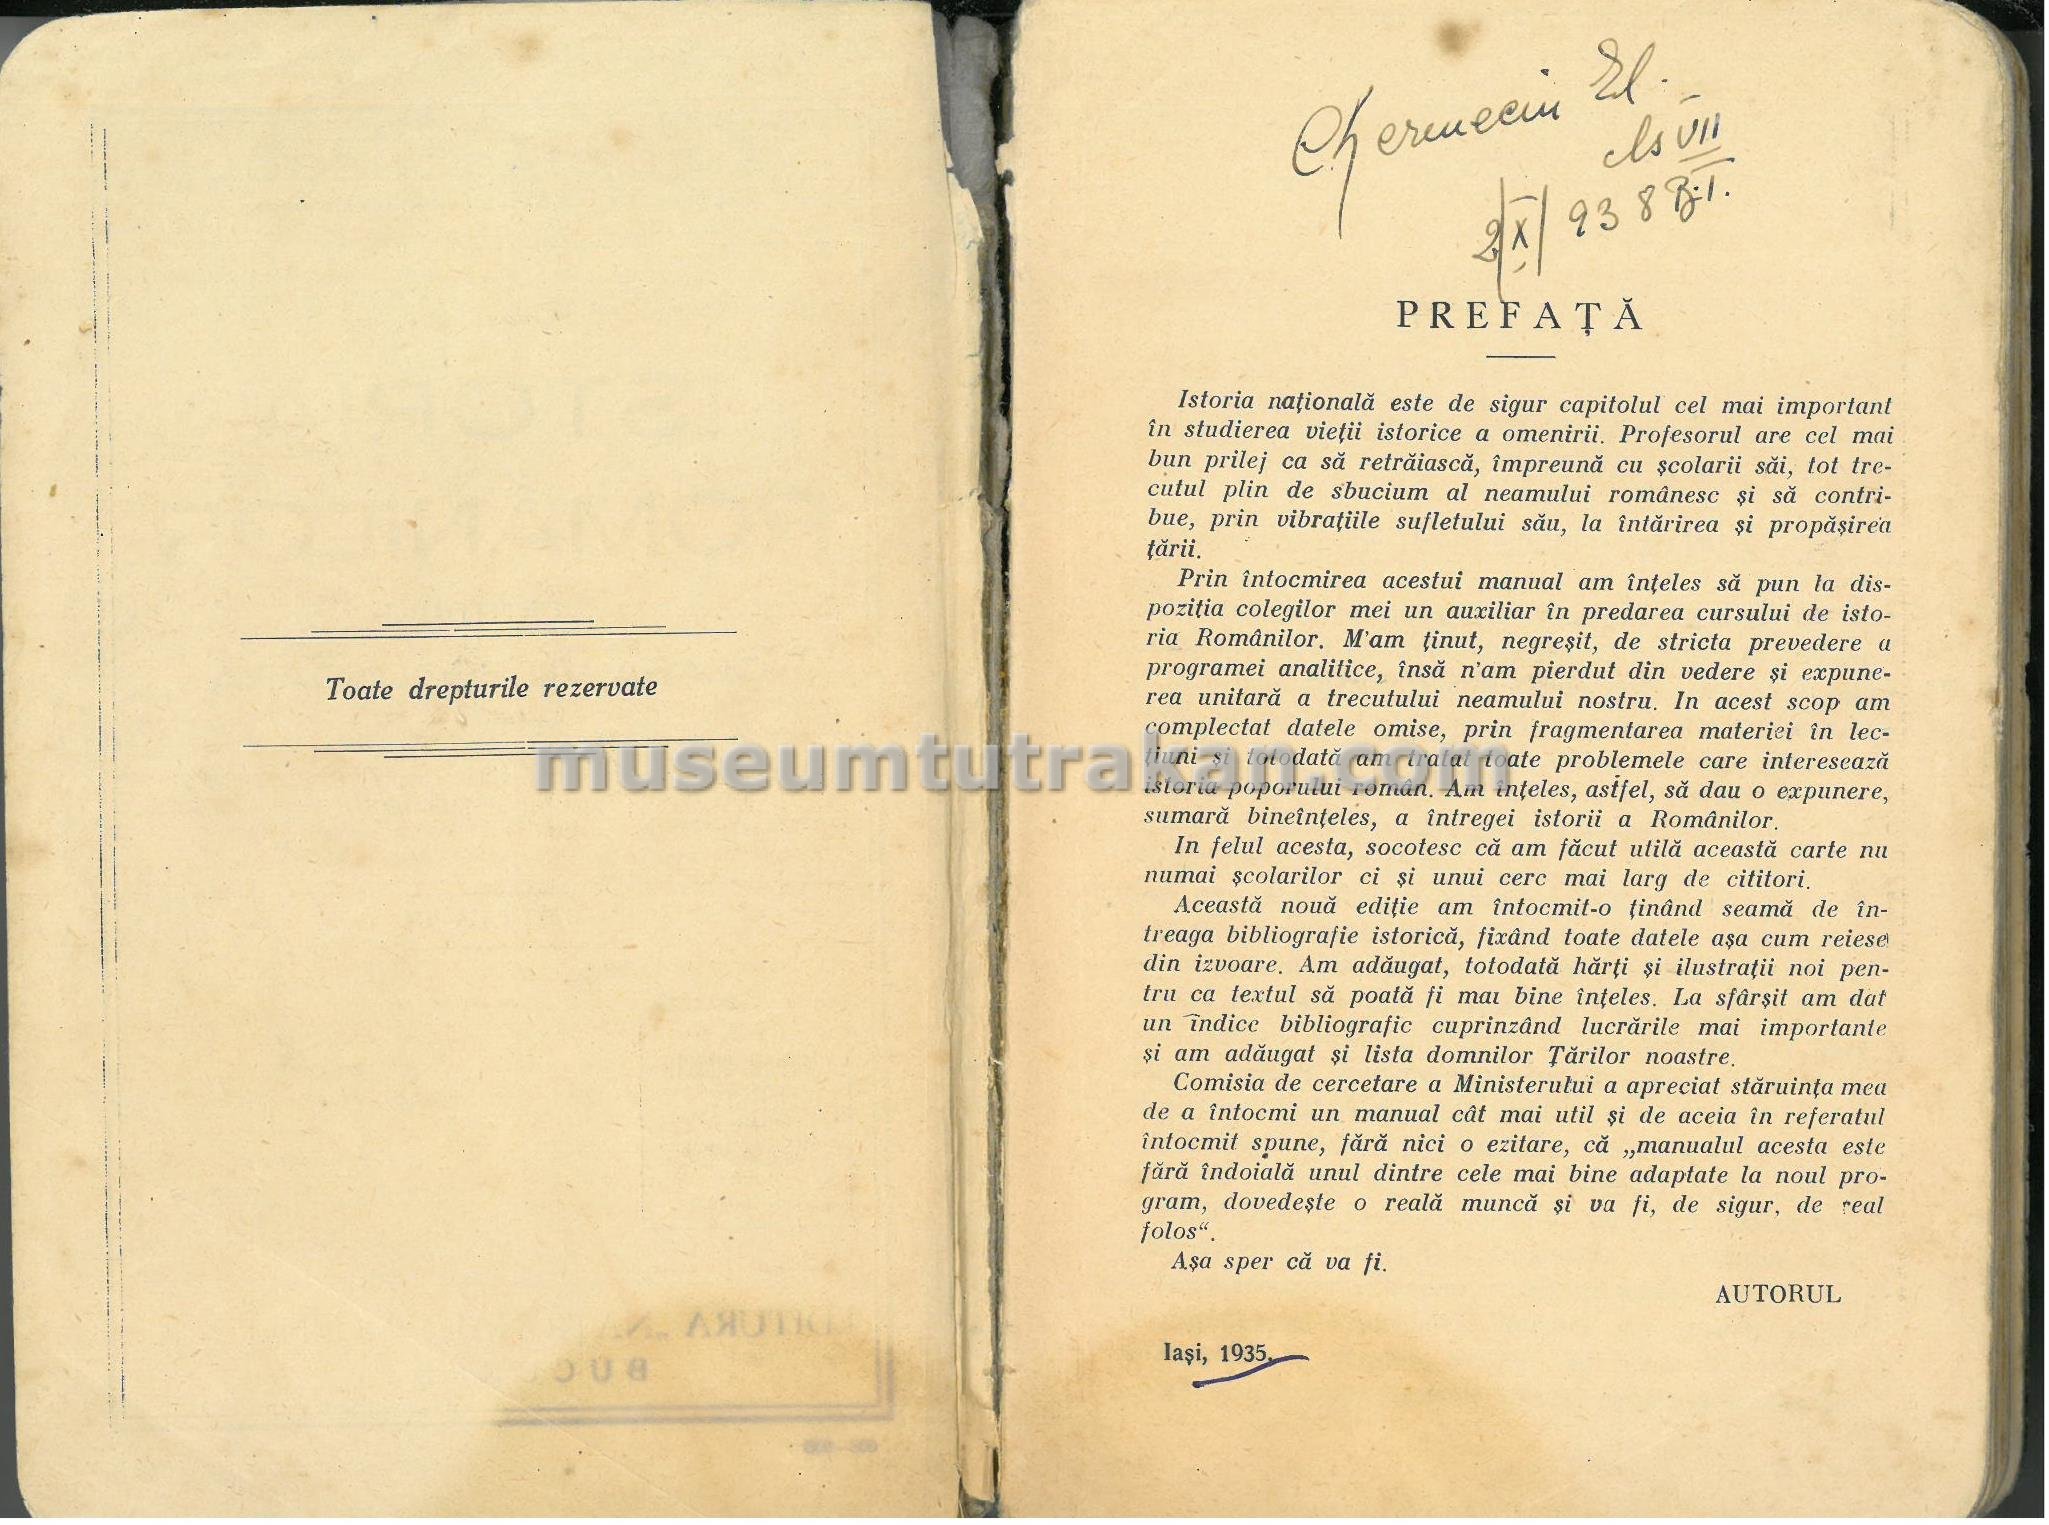 Toate drepturile rezervate
Chermecin El.
cls VII
2/X/938 B.I.
PREFAȚĂ
Istoria națională este de sigur capitolul cel mai important
în studierea vieții istorice a omenirii. Profesorul are cel mai
bun prilej ca să retrăiască, împreună cu școlarii săi, tot tre-
cutul plin de sbucium al neamului românesc și să contri-
bue, prin vibrațiile sufletului său, la întărirea și propășirea
țării.
Prin întocmirea acestui manual am înțeles să pun la dis-
poziția colegilor mei un auxiliar în predarea cursului de isto-
ria Românilor. M'am ținut, negreșit, de stricta prevedere a
programei analitice, însă n'am pierdut din vedere și expune-
rea unitară a trecutului neamului nostru. In acest scop am
complectat datele omise, prin fragmentarea materiei în lec-
țiuni și totodată am tratat toate problemele care interesează
istoria poporului român. Am înțeles, astfel, să dau o expunere,
sumară bineînțeles, a întregei istorii a Românilor.
In felul acesta, socotesc că am făcut utilă această carte nu
numai școlarilor ci și unui cerc mai larg de cititori.
Această nouă ediție am întocmit-o ținând seamă de în-
treaga bibliografie istorică, fixând toate datele așa cum reiese
din izvoare. Am adăugat, totodată hărți și ilustrații noi pen-
tru ca textul să poată fi mai bine înțeles. La sfârșit am dat
un îndice bibliografic cuprinzând lucrările mai importante
și am adăugat și lista domnilor Țărilor noastre.
Comisia de cercetare a Ministerului a apreciat stăruința mea
de a întocmi un manual cât mai util și de aceia în referatul
întocmit spune, fără nici o ezitare, că „manualul acesta este
fără îndoială unul dintre cele mai bine adaptate la noul pro-
gram, dovedește o reală muncă și va fi, de sigur, de real
folos“.
Așa sper că va fi.
AUTORUL
Iași, 1935.
museumtutrakan.com